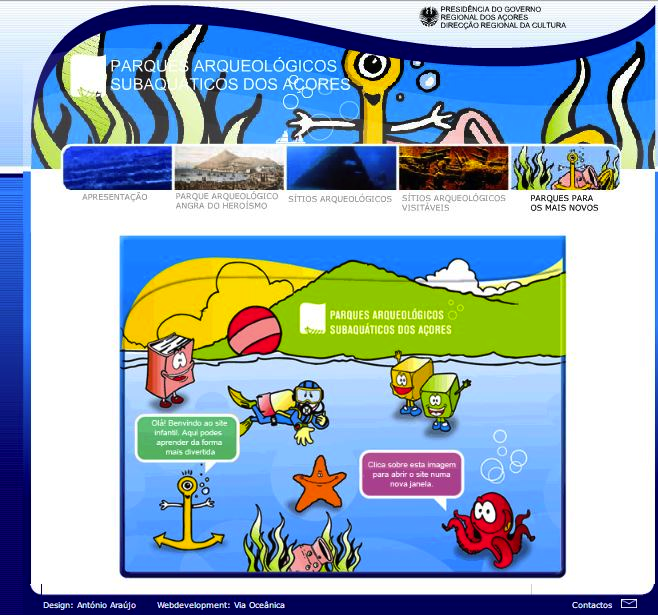 PRESIDÊNCIA DO GOVERNO
REGIONAL DOS AÇORES
DIRECÇÃO REGIONAL DA CULTURA
PARQUES ARQUEOLÓGICOS
SUBAQUÁTICOS DOS AÇORES
APRESENTAÇÃO
PARQUE ARQUEOLÓGICO
ANGRA DO HEROÍSMO
SÍTIOS ARQUEOLÓGICOS
SÍTIOS ARQUEOLÓGICOS
VISITÁVEIS
PARQUES PARA
OS MAIS NOVOS
PARQUES ARQUEOLÓGICOS
SUBAQUÁTICOS DOS AÇORES
Olá! Benvindo ao site
infantil. Aqui podes
aprender da forma
mais divertida
Clica sobre esta imagem
para abrir o site numa
nova janela.
Design: António Araújo
Webdevelopment: Via Oceânica
Contactos